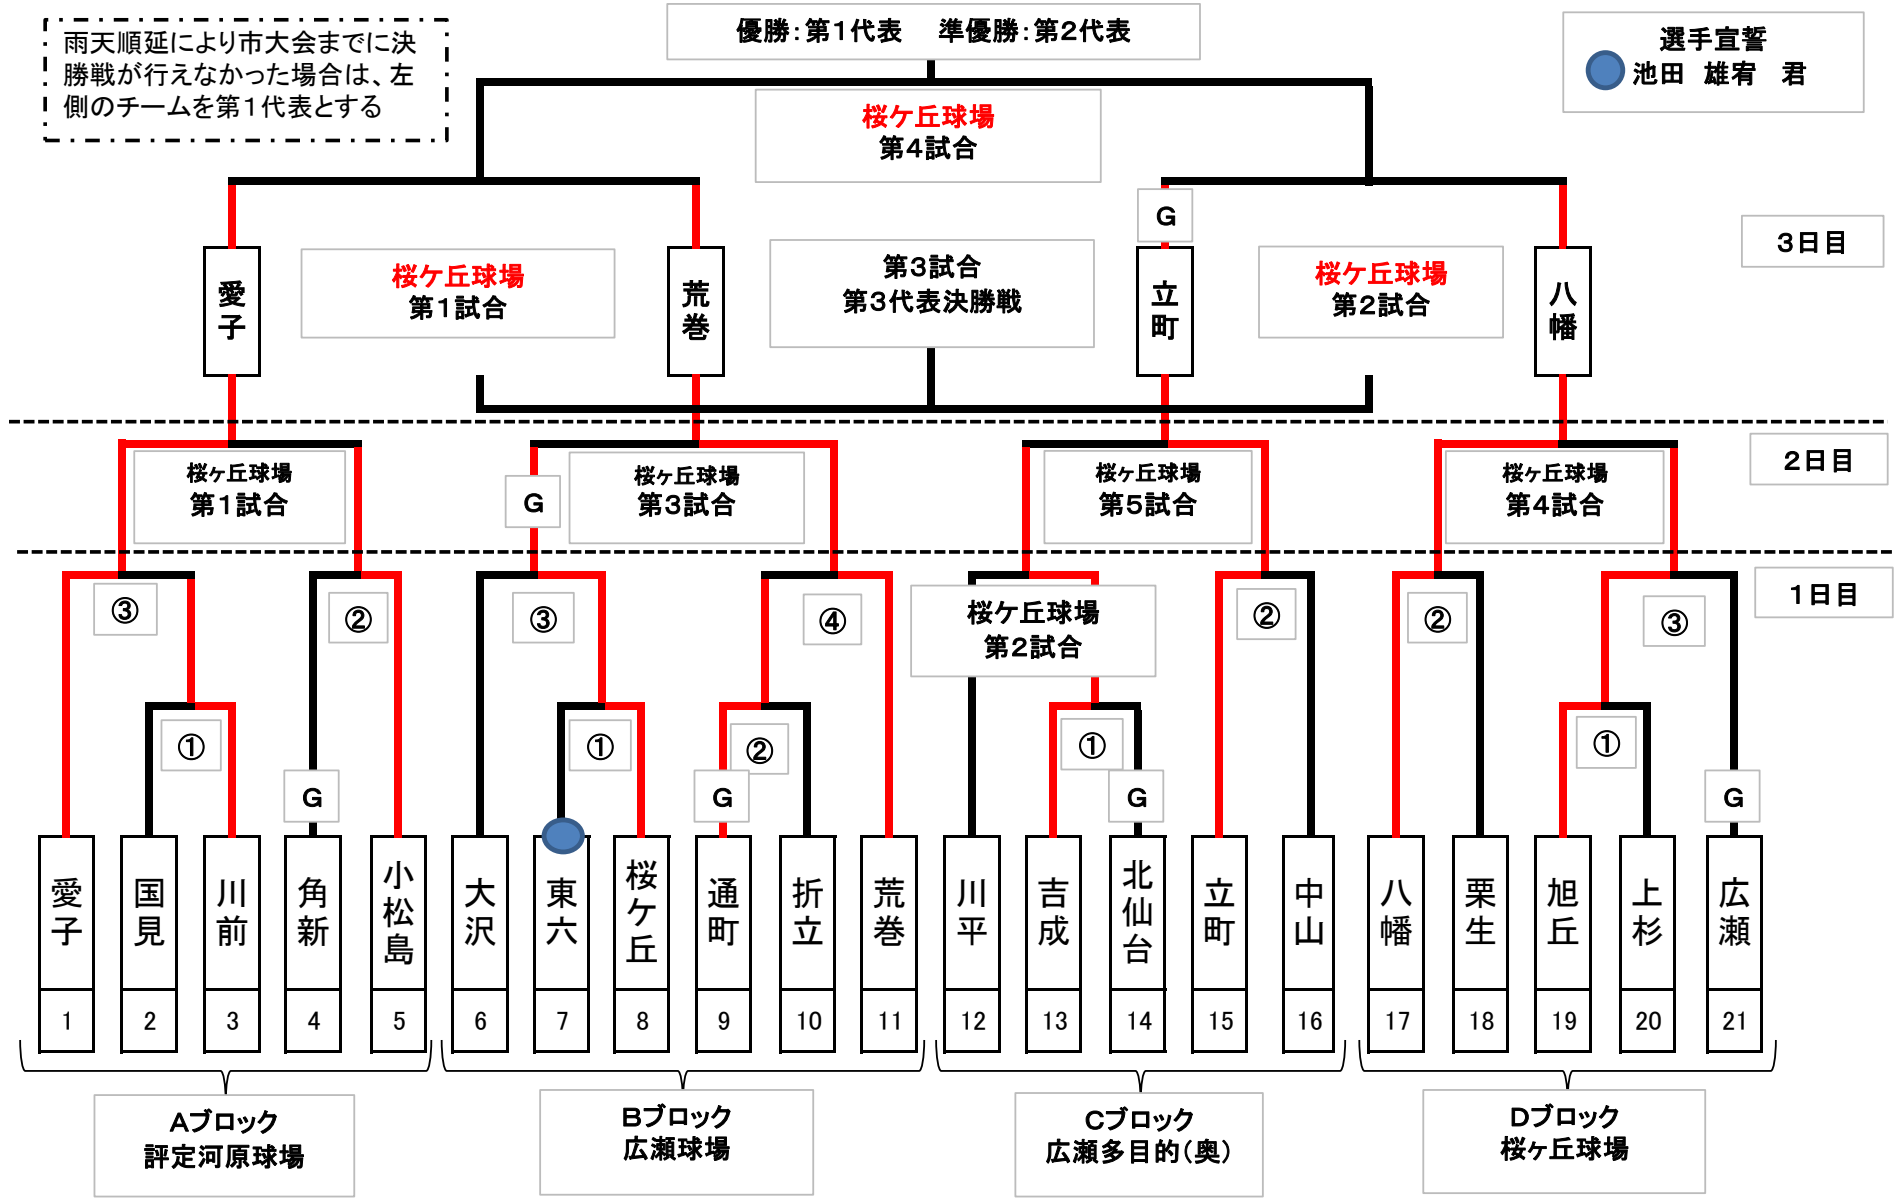 雨天順延により市大会までに決
勝戦が行えなかった場合は、左
側のチームを第１代表とする
優勝：第１代表　準優勝：第２代表
選手宣誓
池田　雄宥　君
桜ケ丘球場
第４試合
３日目
愛子
桜ケ丘球場
第１試合
荒巻
第３試合
第３代表決勝戦
G
立町
桜ケ丘球場
第２試合
八幡
２日目
桜ヶ丘球場
第１試合
G
桜ヶ丘球場
第３試合
桜ヶ丘球場
第５試合
桜ヶ丘球場
第４試合
１日目
③
②
③
④
桜ケ丘球場
第２試合
②
②
③
①
①
②
①
①
G
G
G
G
愛子
国見
川前
角新
小松島
大沢
東六
桜ケ丘
通町
折立
荒巻
川平
吉成
北仙台
立町
中山
八幡
栗生
旭丘
上杉
広瀬
1
2
3
4
5
6
7
8
9
10
11
12
13
14
15
16
17
18
19
20
21
Aブロック
評定河原球場
Bブロック
広瀬球場
Cブロック
広瀬多目的（奥）
Dブロック
桜ヶ丘球場